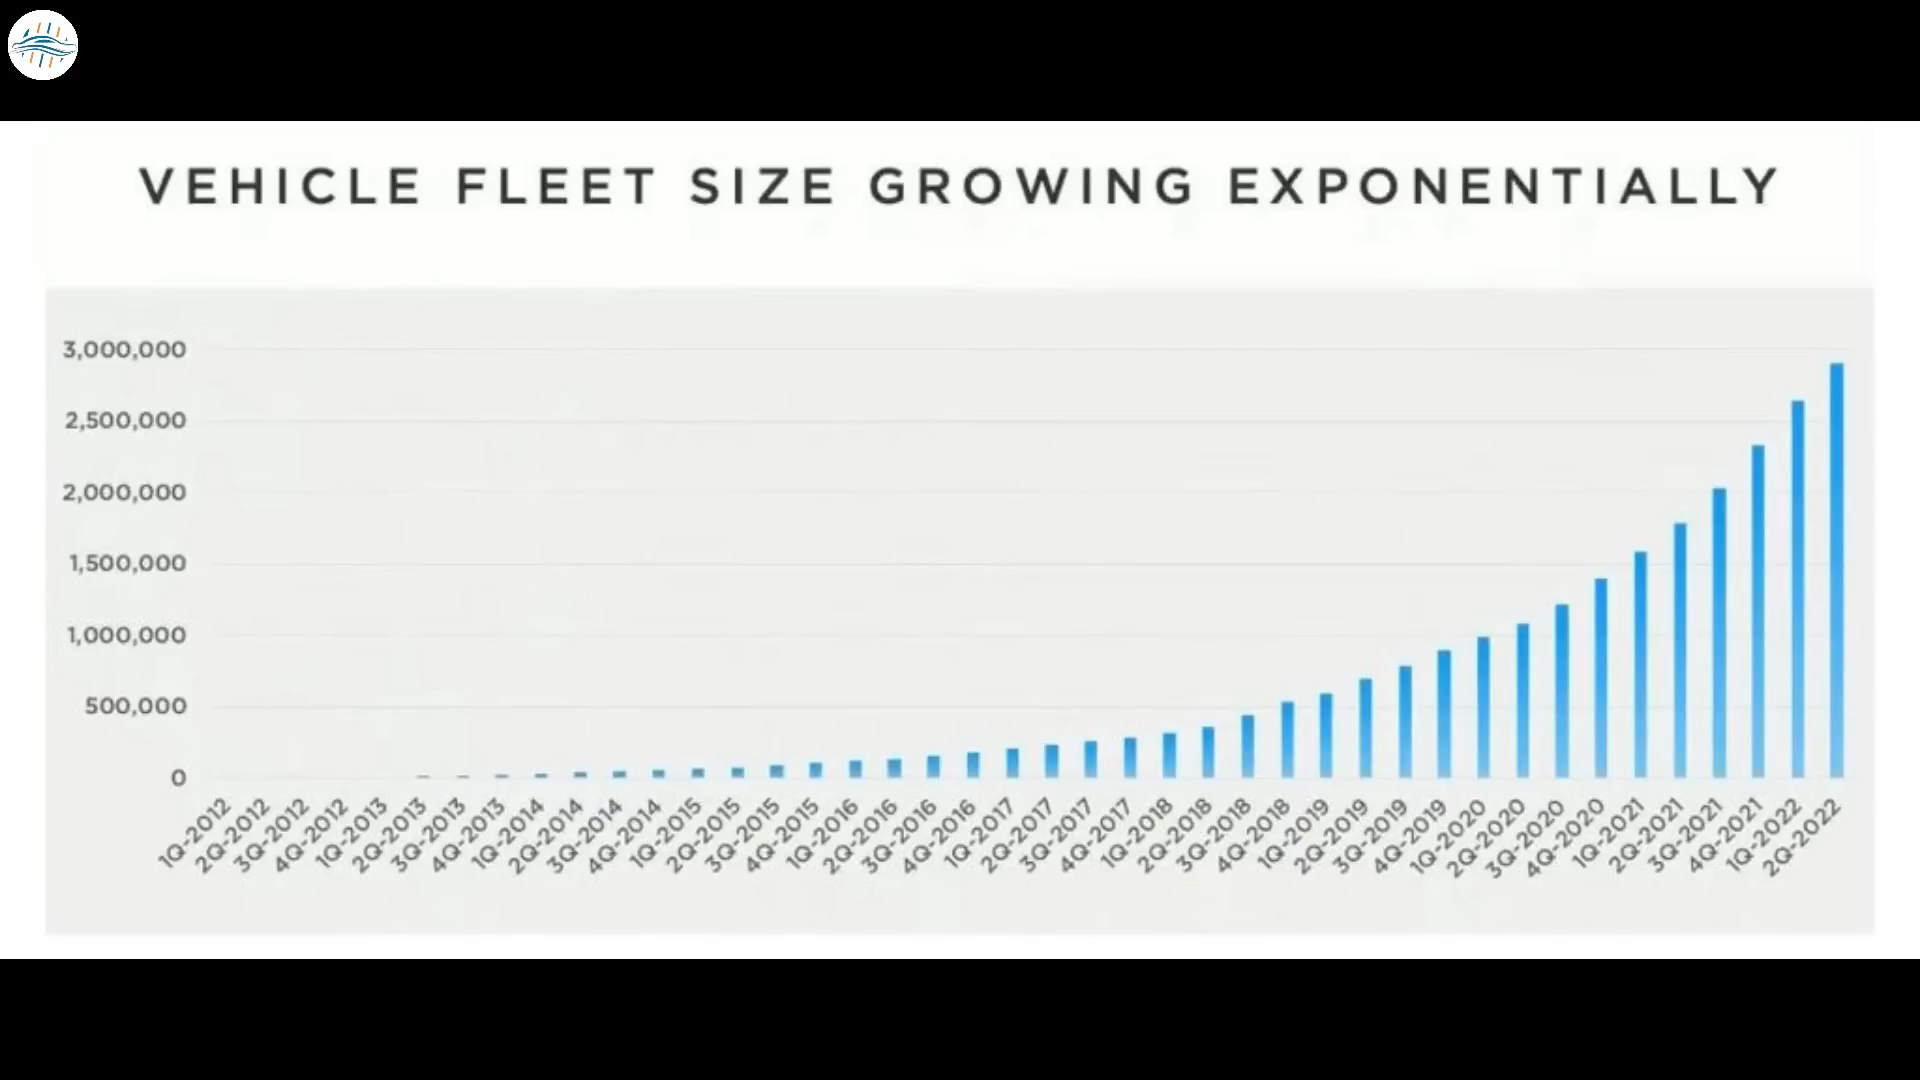 VEHICLE FLEET SIZE GROWING EXPONENTIALLY
3,000,000
2,500,000
2,000,000
1,500,000
1,000,000
500,000
0
1Q-2012
2Q-2012
3Q-2012
4Q-2012
1Q-2013
2Q-2013
3Q-2013
4Q-2013
1Q-2014
2Q-2014
3Q-2014
4Q-2014
1Q-2015
2Q-2015
3Q-2015
4Q-2015
1Q-2016
2Q-2016
3Q-2016
4Q-2016
1Q-2017
2Q-2017
3Q-2017
4Q-2017
1Q-2018
2Q-2018
3Q-2018
4Q-2018
1Q-2019
2Q-2019
3Q-2019
4Q-2019
1Q-2020
2Q-2020
3Q-2020
4Q-2020
1Q-2021
2Q-2021
3Q-2021
4Q-2021
1Q-2022
2Q-2022